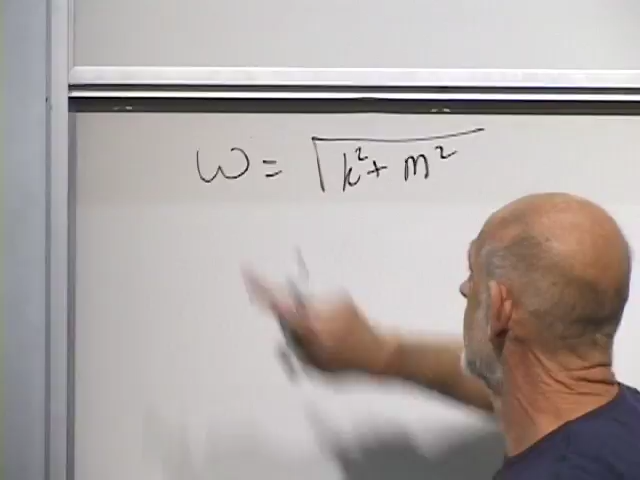 ω = √k²+ m²